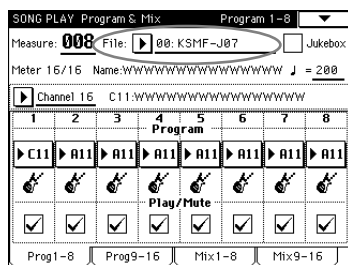 SONG PLAY Program & Mix Program 1-8
Measure: 008 File: 00: KSMF-J07 Jukebox
Meter 16/16 Name:WWWWWWWWWWWWWWWW ♩ = 200
Channel 16 C11:WWWWWWWWWWWWWWWW
1 2 3 4 5 6 7 8
Program
C11 A11 A11 A11 A11 A11 A11 A11
Play/Mute
Prog1-8 Prog9-16 Mix1-8 Mix9-16